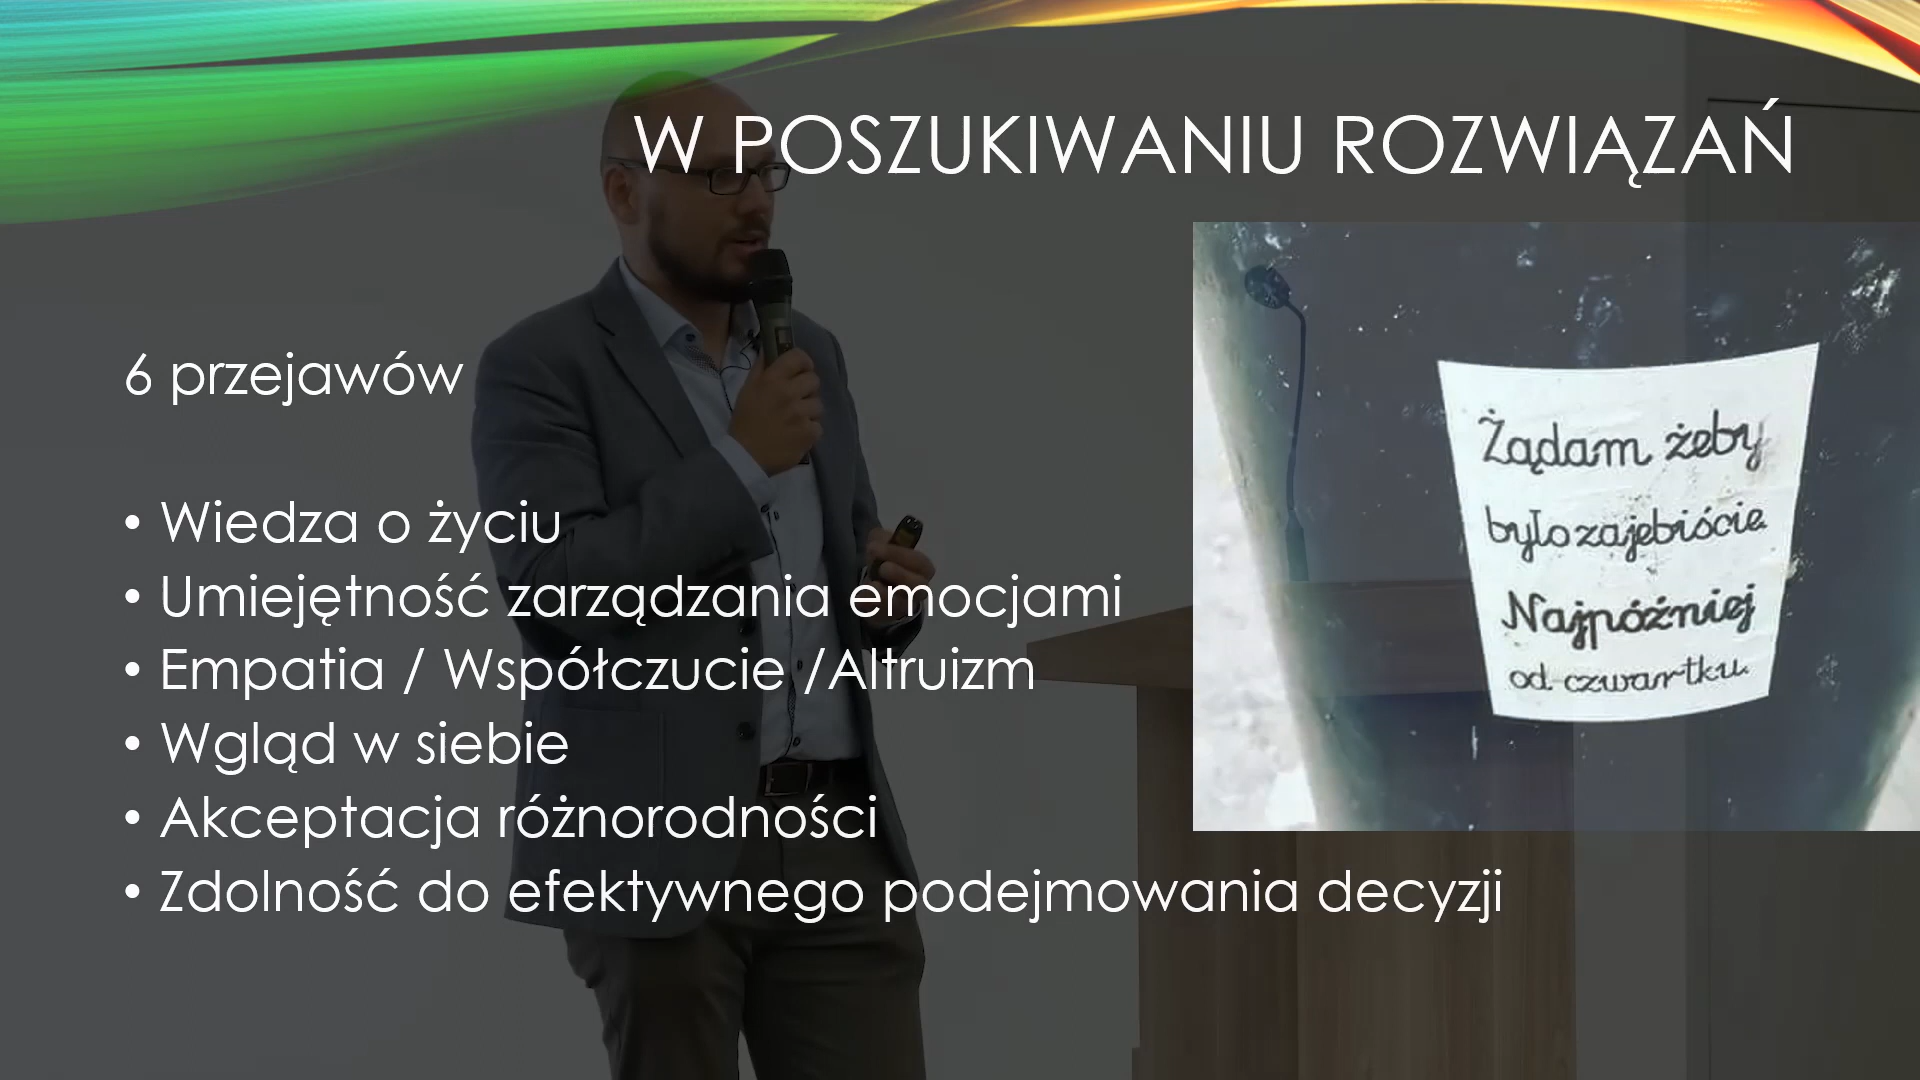 W POSZUKIWANIU ROZWIĄZAŃ
6 przejawów
• Wiedza o życiu
• Umiejętność zarządzania emocjami
• Empatia / Współczucie /Altruizm
• Wgląd w siebie
• Akceptacja różnorodności
• Zdolność do efektywnego podejmowania decyzji
Żądam żeby
było zajebiście
Najpóźniej
od czwartku.